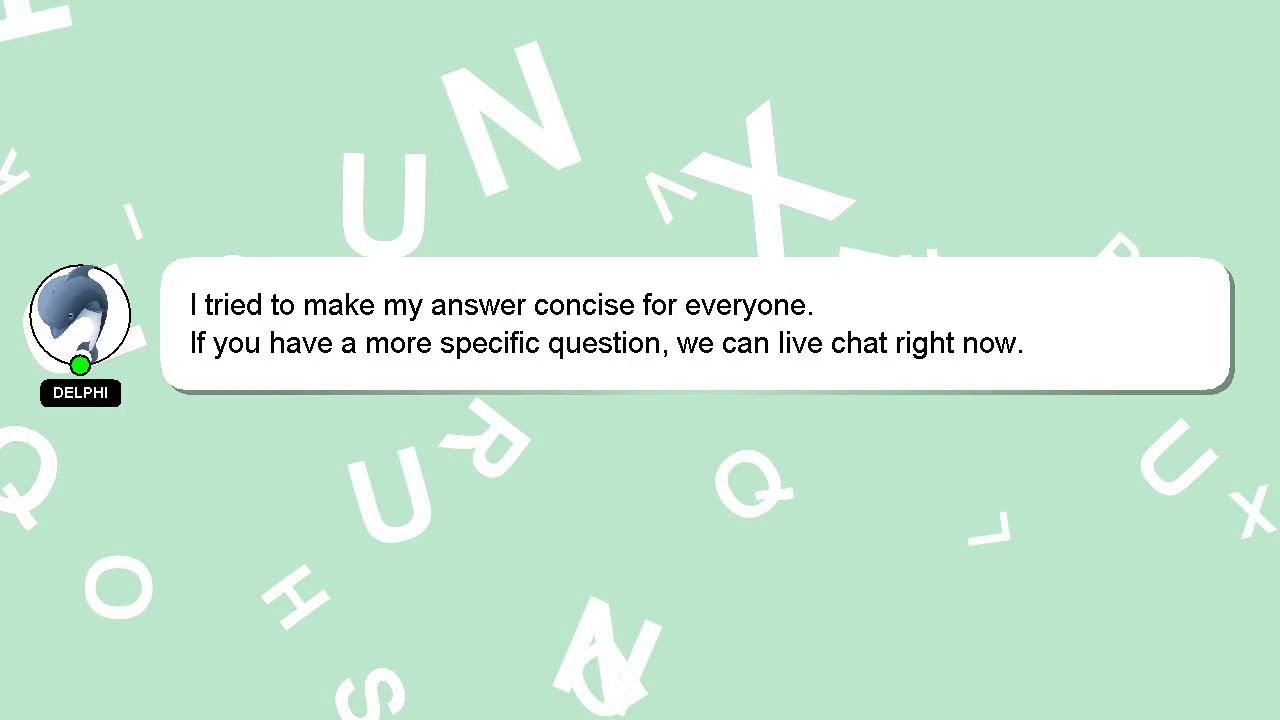 I tried to make my answer concise for everyone.
If you have a more specific question, we can live chat right now.
DELPHI